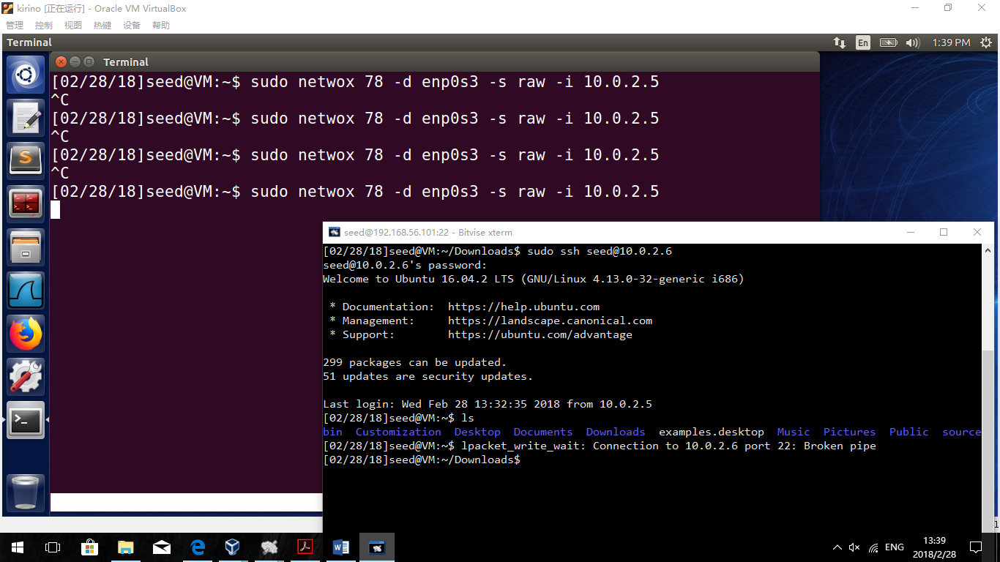 kirino [正在运行] - Oracle VM VirtualBox
管理 控制 视图 热键 设备 帮助
Terminal En 1:39 PM
Terminal
[02/28/18]seed@VM:~$ sudo netwox 78 -d enp0s3 -s raw -i 10.0.2.5
^C
[02/28/18]seed@VM:~$ sudo netwox 78 -d enp0s3 -s raw -i 10.0.2.5
^C
[02/28/18]seed@VM:~$ sudo netwox 78 -d enp0s3 -s raw -i 10.0.2.5
^C
[02/28/18]seed@VM:~$ sudo netwox 78 -d enp0s3 -s raw -i 10.0.2.5
seed@192.168.56.101:22 - Bitvise xterm
[02/28/18]seed@VM:~/Downloads$ sudo ssh seed@10.0.2.6
seed@10.0.2.6's password:
Welcome to Ubuntu 16.04.2 LTS (GNU/Linux 4.13.0-32-generic i686)
* Documentation: https://help.ubuntu.com
* Management: https://landscape.canonical.com
* Support: https://ubuntu.com/advantage
299 packages can be updated.
51 updates are security updates.
Last login: Wed Feb 28 13:32:35 2018 from 10.0.2.5
[02/28/18]seed@VM:~$ ls
bin Customization Desktop Documents Downloads examples.desktop Music Pictures Public source
[02/28/18]seed@VM:~$ lpacket_write_wait: Connection to 10.0.2.6 port 22: Broken pipe
[02/28/18]seed@VM:~/Downloads$
ENG
13:39
2018/2/28